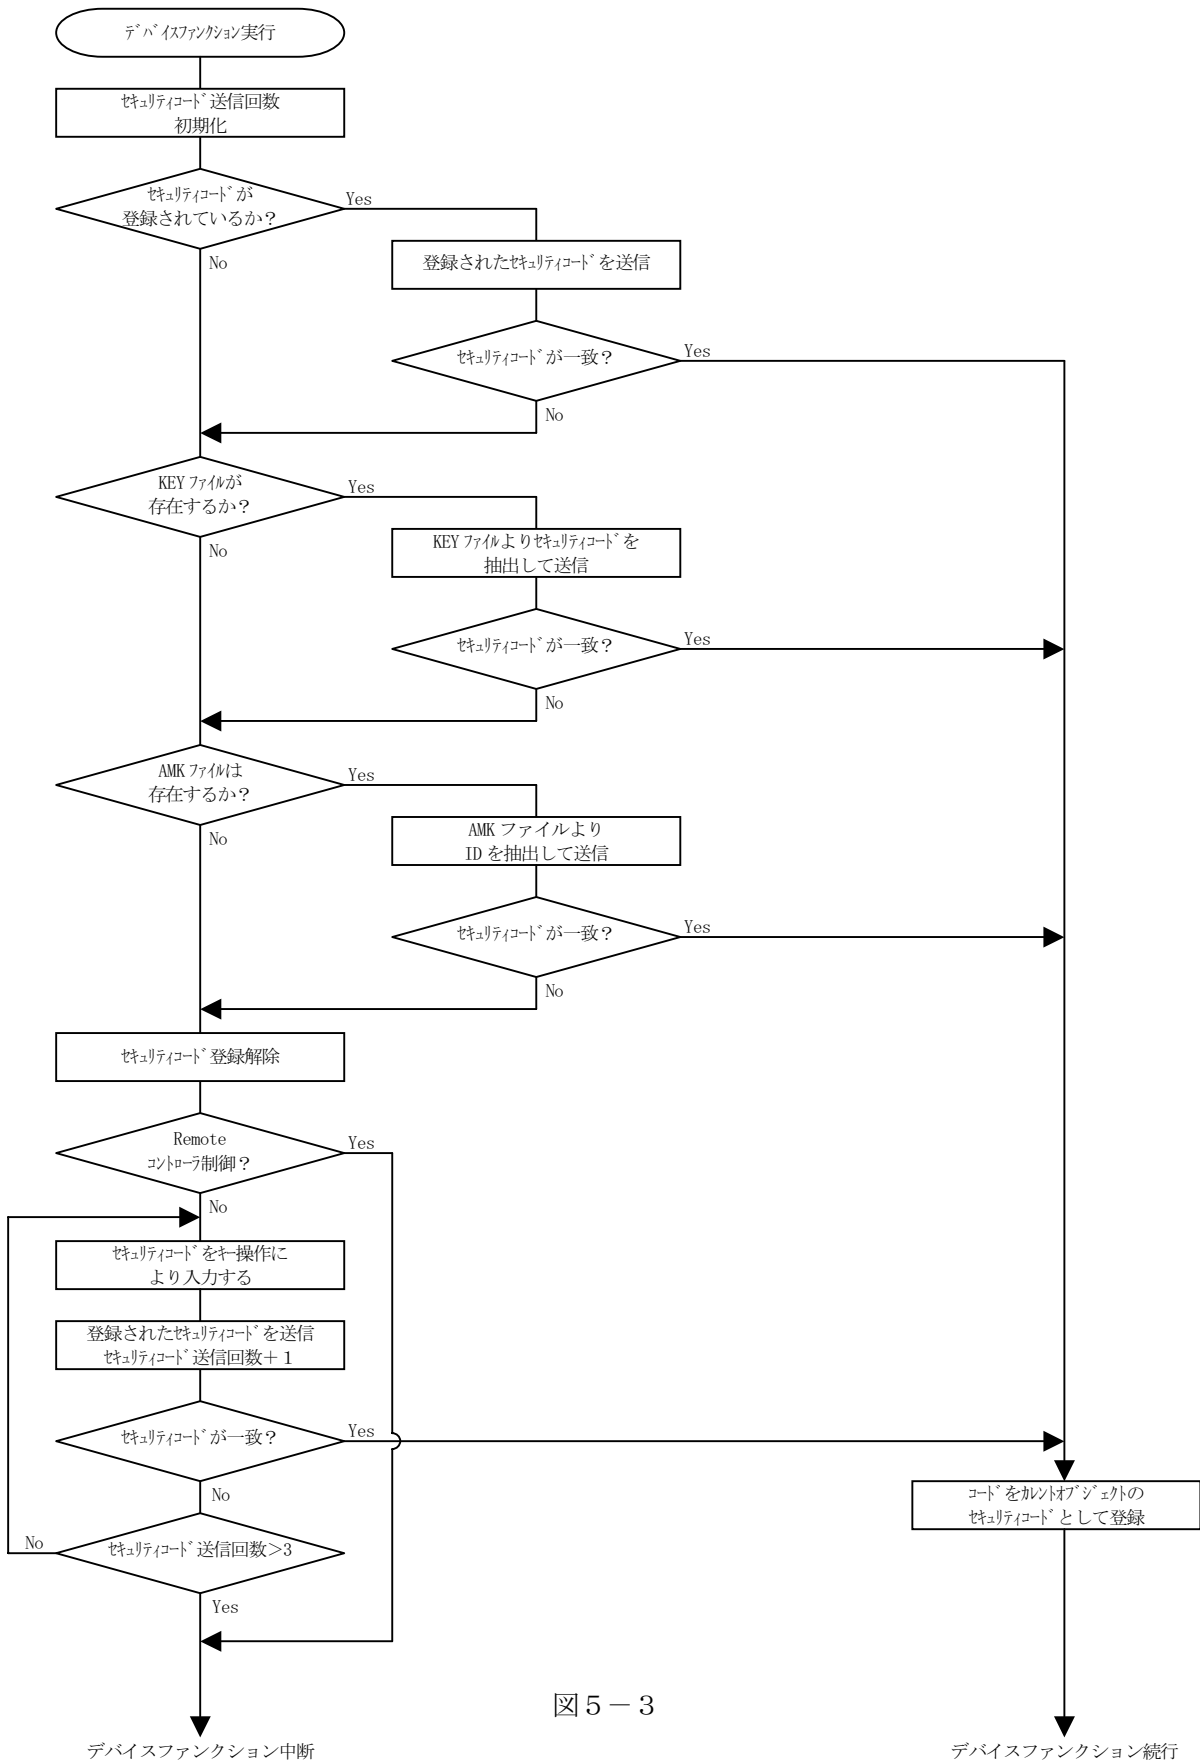 ﾃﾞﾊﾞｲｽﾌｧﾝｸｼｮﾝ実行
ｾｷｭﾘﾃｨｺｰﾄﾞ送信回数
初期化
ｾｷｭﾘﾃｨｺｰﾄﾞが
登録されているか？
Yes
No
登録されたｾｷｭﾘﾃｨｺｰﾄﾞを送信
ｾｷｭﾘﾃｨｺｰﾄﾞが一致？
Yes
No
KEYﾌｧｲﾙが
存在するか？
Yes
No
KEYﾌｧｲﾙよりｾｷｭﾘﾃｨｺｰﾄﾞを
抽出して送信
ｾｷｭﾘﾃｨｺｰﾄﾞが一致？
Yes
No
AMKﾌｧｲﾙは
存在するか？
Yes
No
AMK ファイルより
ID を抽出して送信
ｾｷｭﾘﾃｨｺｰﾄﾞが一致？
Yes
No
ｾｷｭﾘﾃｨｺｰﾄﾞ登録解除
Remote
ｺﾝﾄﾛｰﾗ制御？
Yes
No
ｾｷｭﾘﾃｨｺｰﾄﾞをｷｰ操作に
より入力する
登録されたｾｷｭﾘﾃｨｺｰﾄﾞを送信
ｾｷｭﾘﾃｨｺｰﾄﾞ送信回数＋１
ｾｷｭﾘﾃｨｺｰﾄﾞが一致？
Yes
No
ｾｷｭﾘﾃｨｺｰﾄﾞ送信回数>3
No
Yes
ｺｰﾄﾞをｶﾚﾝﾄｵﾌﾞｼﾞｪｸﾄの
ｾｷｭﾘﾃｨｺｰﾄﾞとして登録
図５－３
デバイスファンクション中断
デバイスファンクション続行